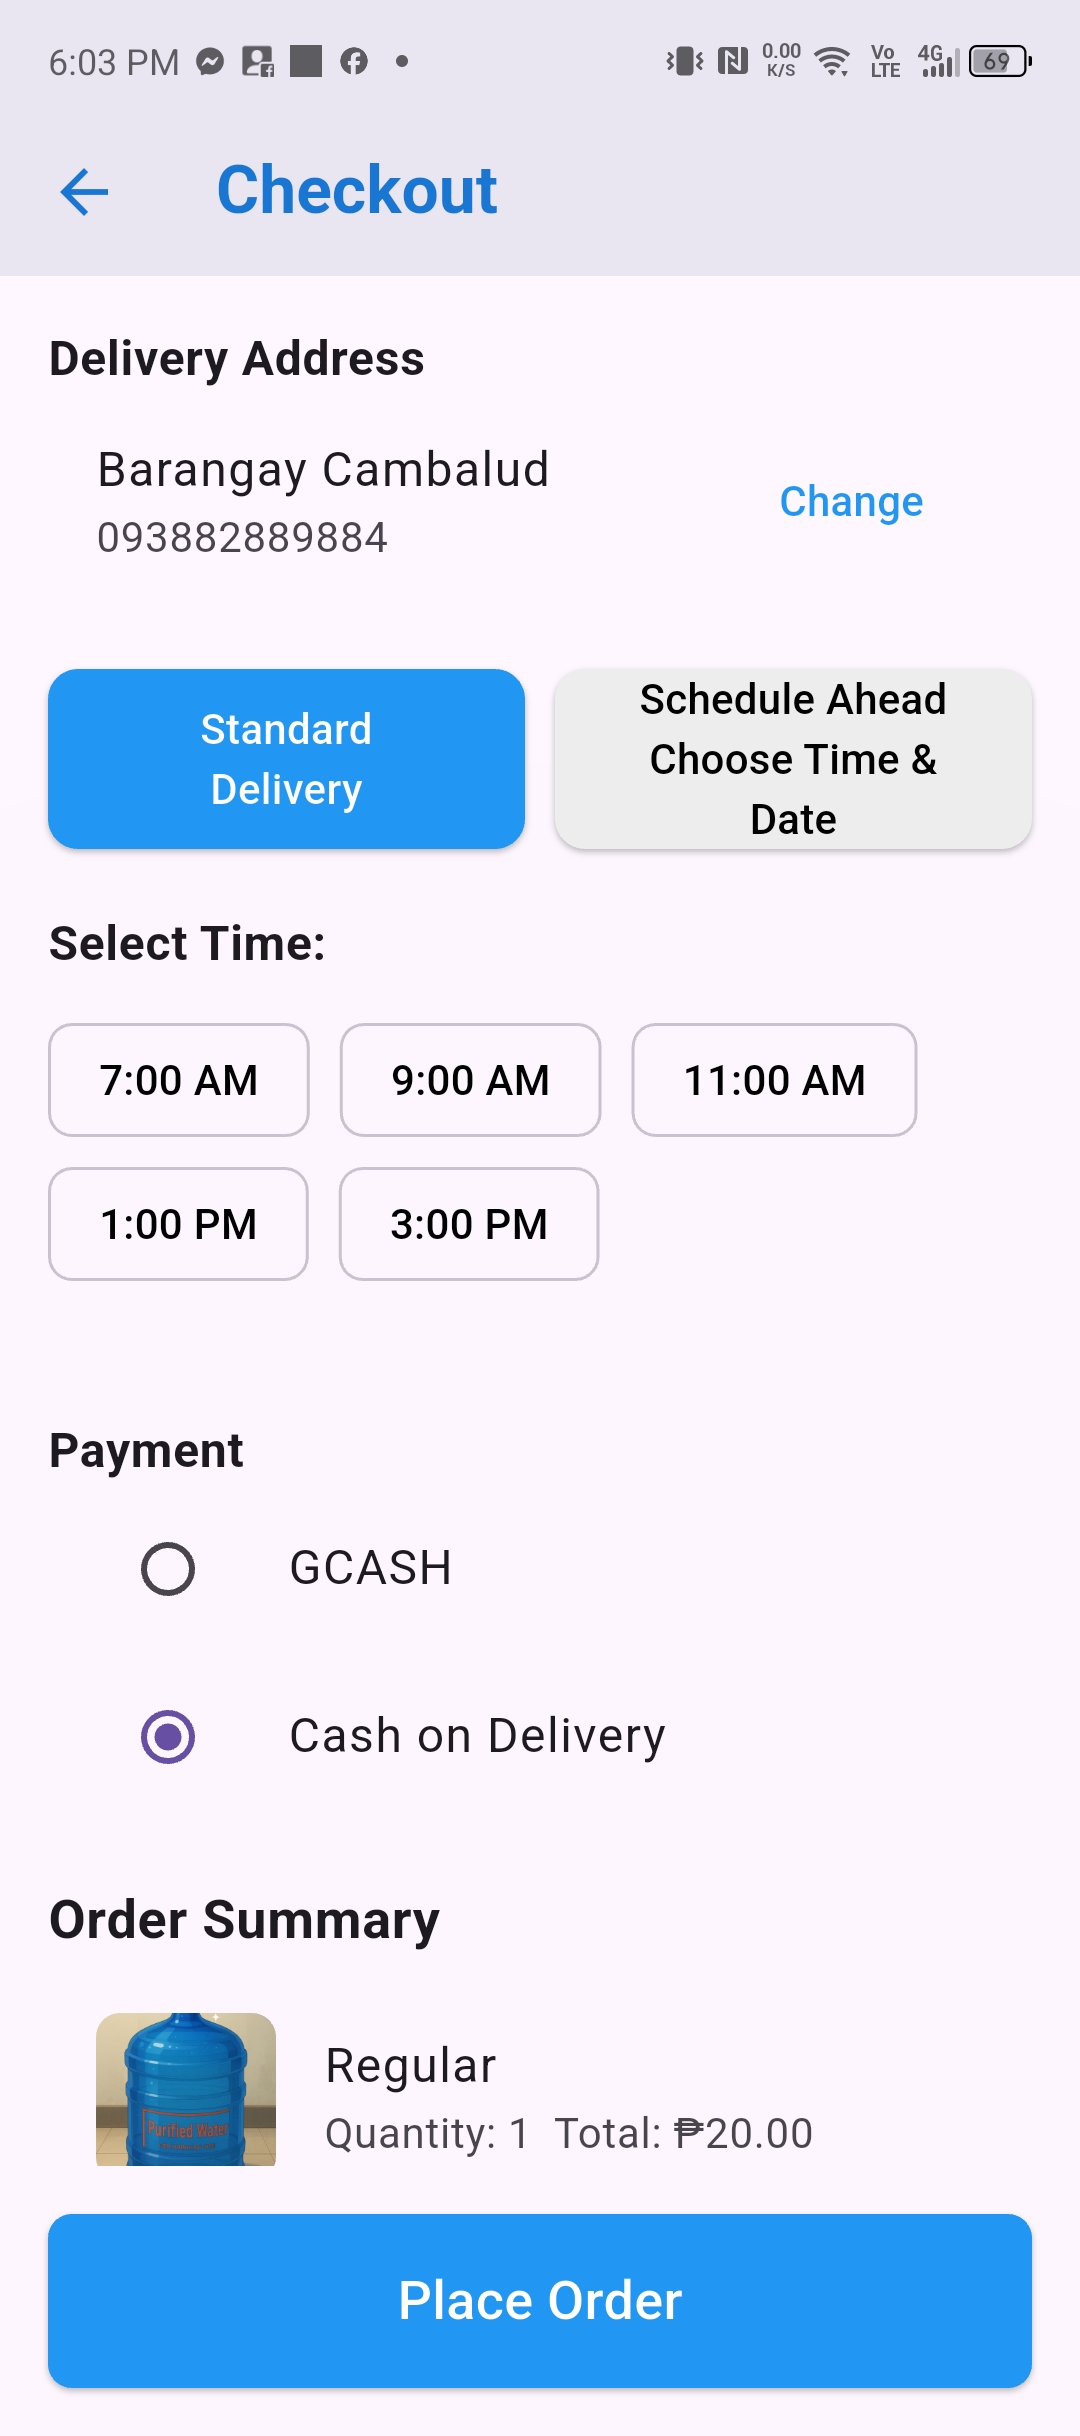 6:03 PM
0.00
K/S
Vo
LTE
4G
69
Checkout
Delivery Address
Barangay Cambalud
093882889884
Change
Standard
Delivery
Schedule Ahead
Choose Time &
Date
Select Time:
7:00 AM
9:00 AM
11:00 AM
1:00 PM
3:00 PM
Payment
GCASH
Cash on Delivery
Order Summary
Purified Water
Regular
Quantity: 1 Total: ₱20.00
Place Order